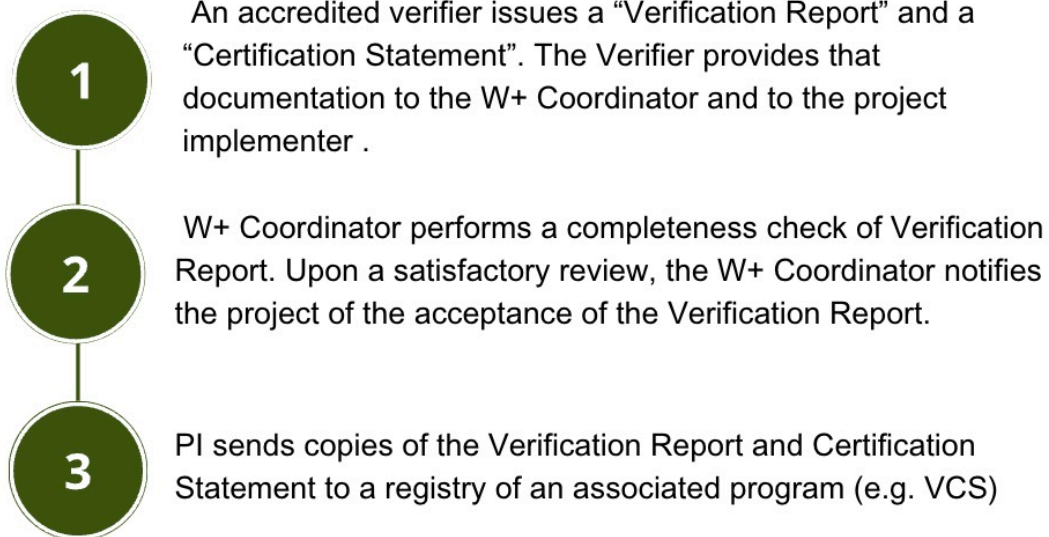 1
An accredited verifier issues a “Verification Report” and a
“Certification Statement”. The Verifier provides that
documentation to the W+ Coordinator and to the project
implementer .
2
W+ Coordinator performs a completeness check of Verification
Report. Upon a satisfactory review, the W+ Coordinator notifies
the project of the acceptance of the Verification Report.
3
PI sends copies of the Verification Report and Certification
Statement to a registry of an associated program (e.g. VCS)